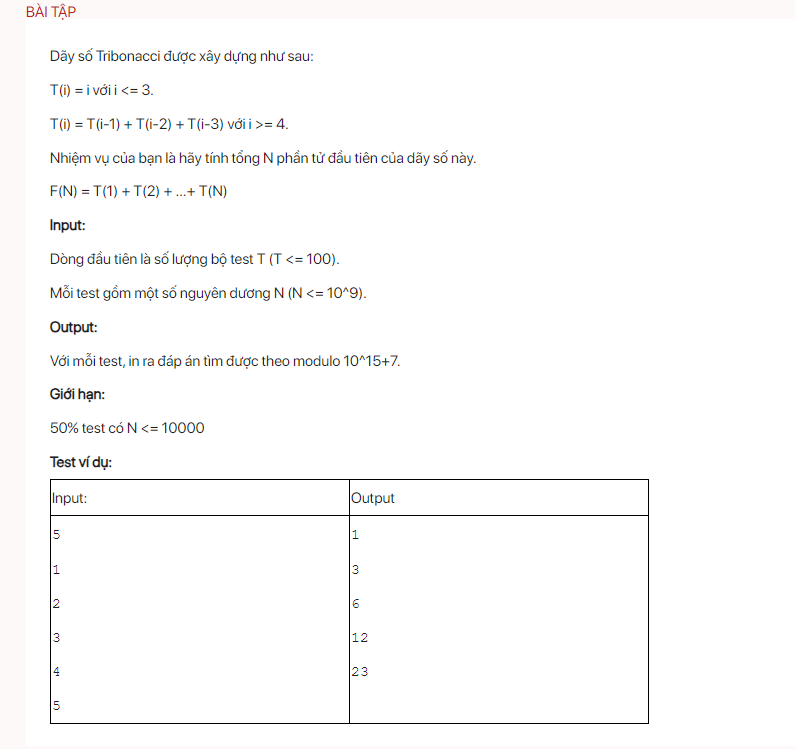 BÀI TẬP
Dãy số Tribonacci được xây dựng như sau:
T(i) = i với i <= 3.
T(i) = T(i-1) + T(i-2) + T(i-3) với i >= 4.
Nhiệm vụ của bạn là hãy tính tổng N phần tử đầu tiên của dãy số này.
F(N) = T(1) + T(2) + ...+ T(N)
Input:
Dòng đầu tiên là số lượng bộ test T (T <= 100).
Mỗi test gồm một số nguyên dương N (N <= 10^9).
Output:
Với mỗi test, in ra đáp án tìm được theo modulo 10^15+7.
Giới hạn:
50% test có N <= 10000
Test ví dụ:
Input: Output
5 1
1 3
2 6
3 12
4 23
5